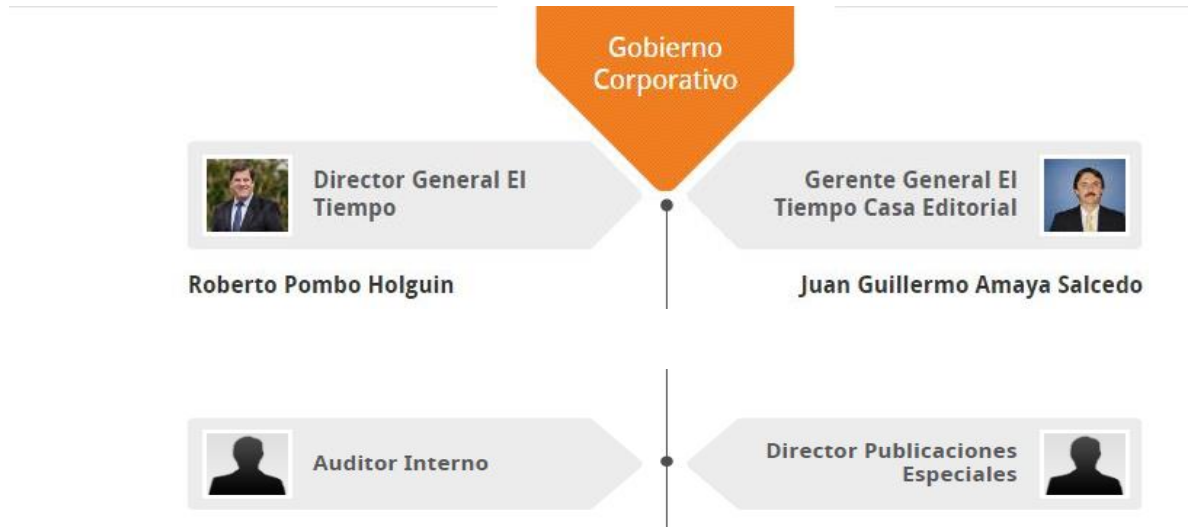 Gobierno
Corporativo
Director General El
Tiempo
Gerente General El
Tiempo Casa Editorial
Roberto Pombo Holguin
Juan Guillermo Amaya Salcedo
Auditor Interno
Director Publicaciones
Especiales